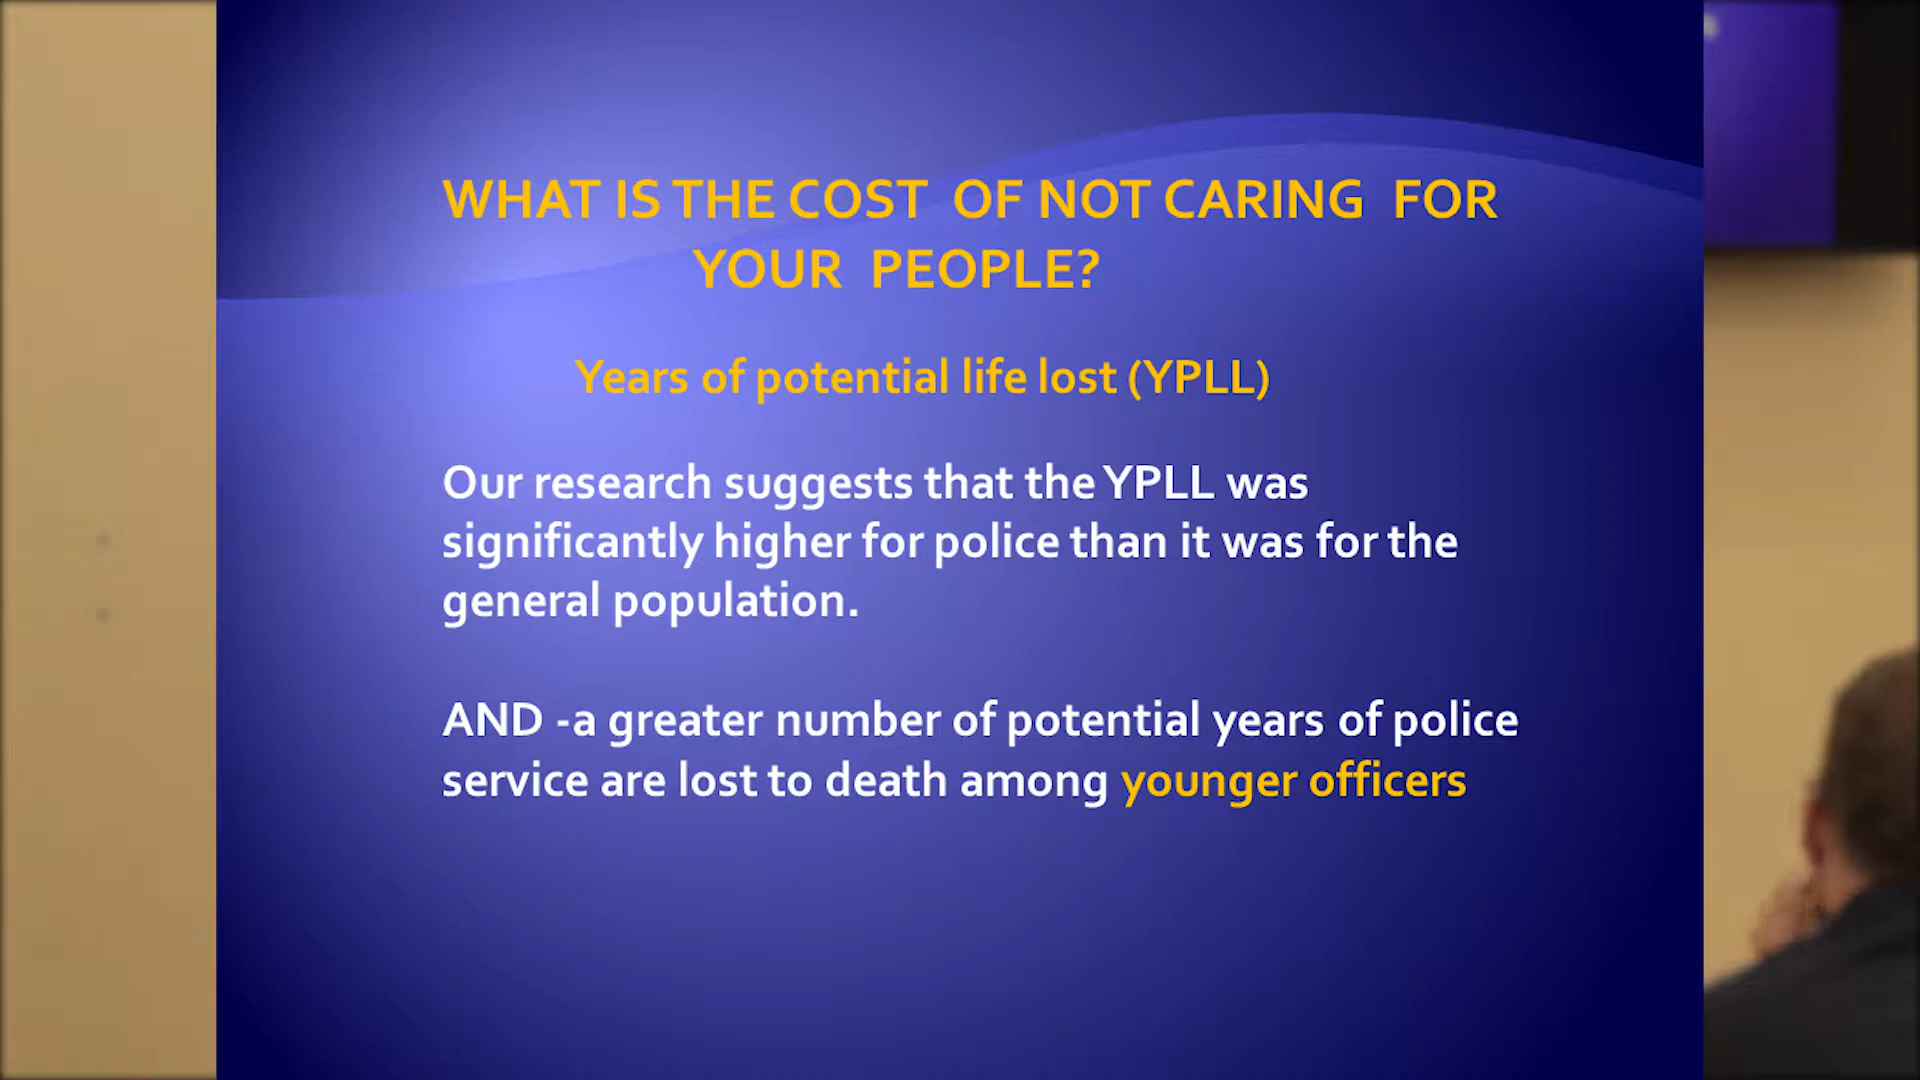 WHAT IS THE COST OF NOT CARING FOR
YOUR PEOPLE?
Years of potential life lost (YPLL)
Our research suggests that the YPLL was
significantly higher for police than it was for the
general population.
AND -a greater number of potential years of police
service are lost to death among younger officers